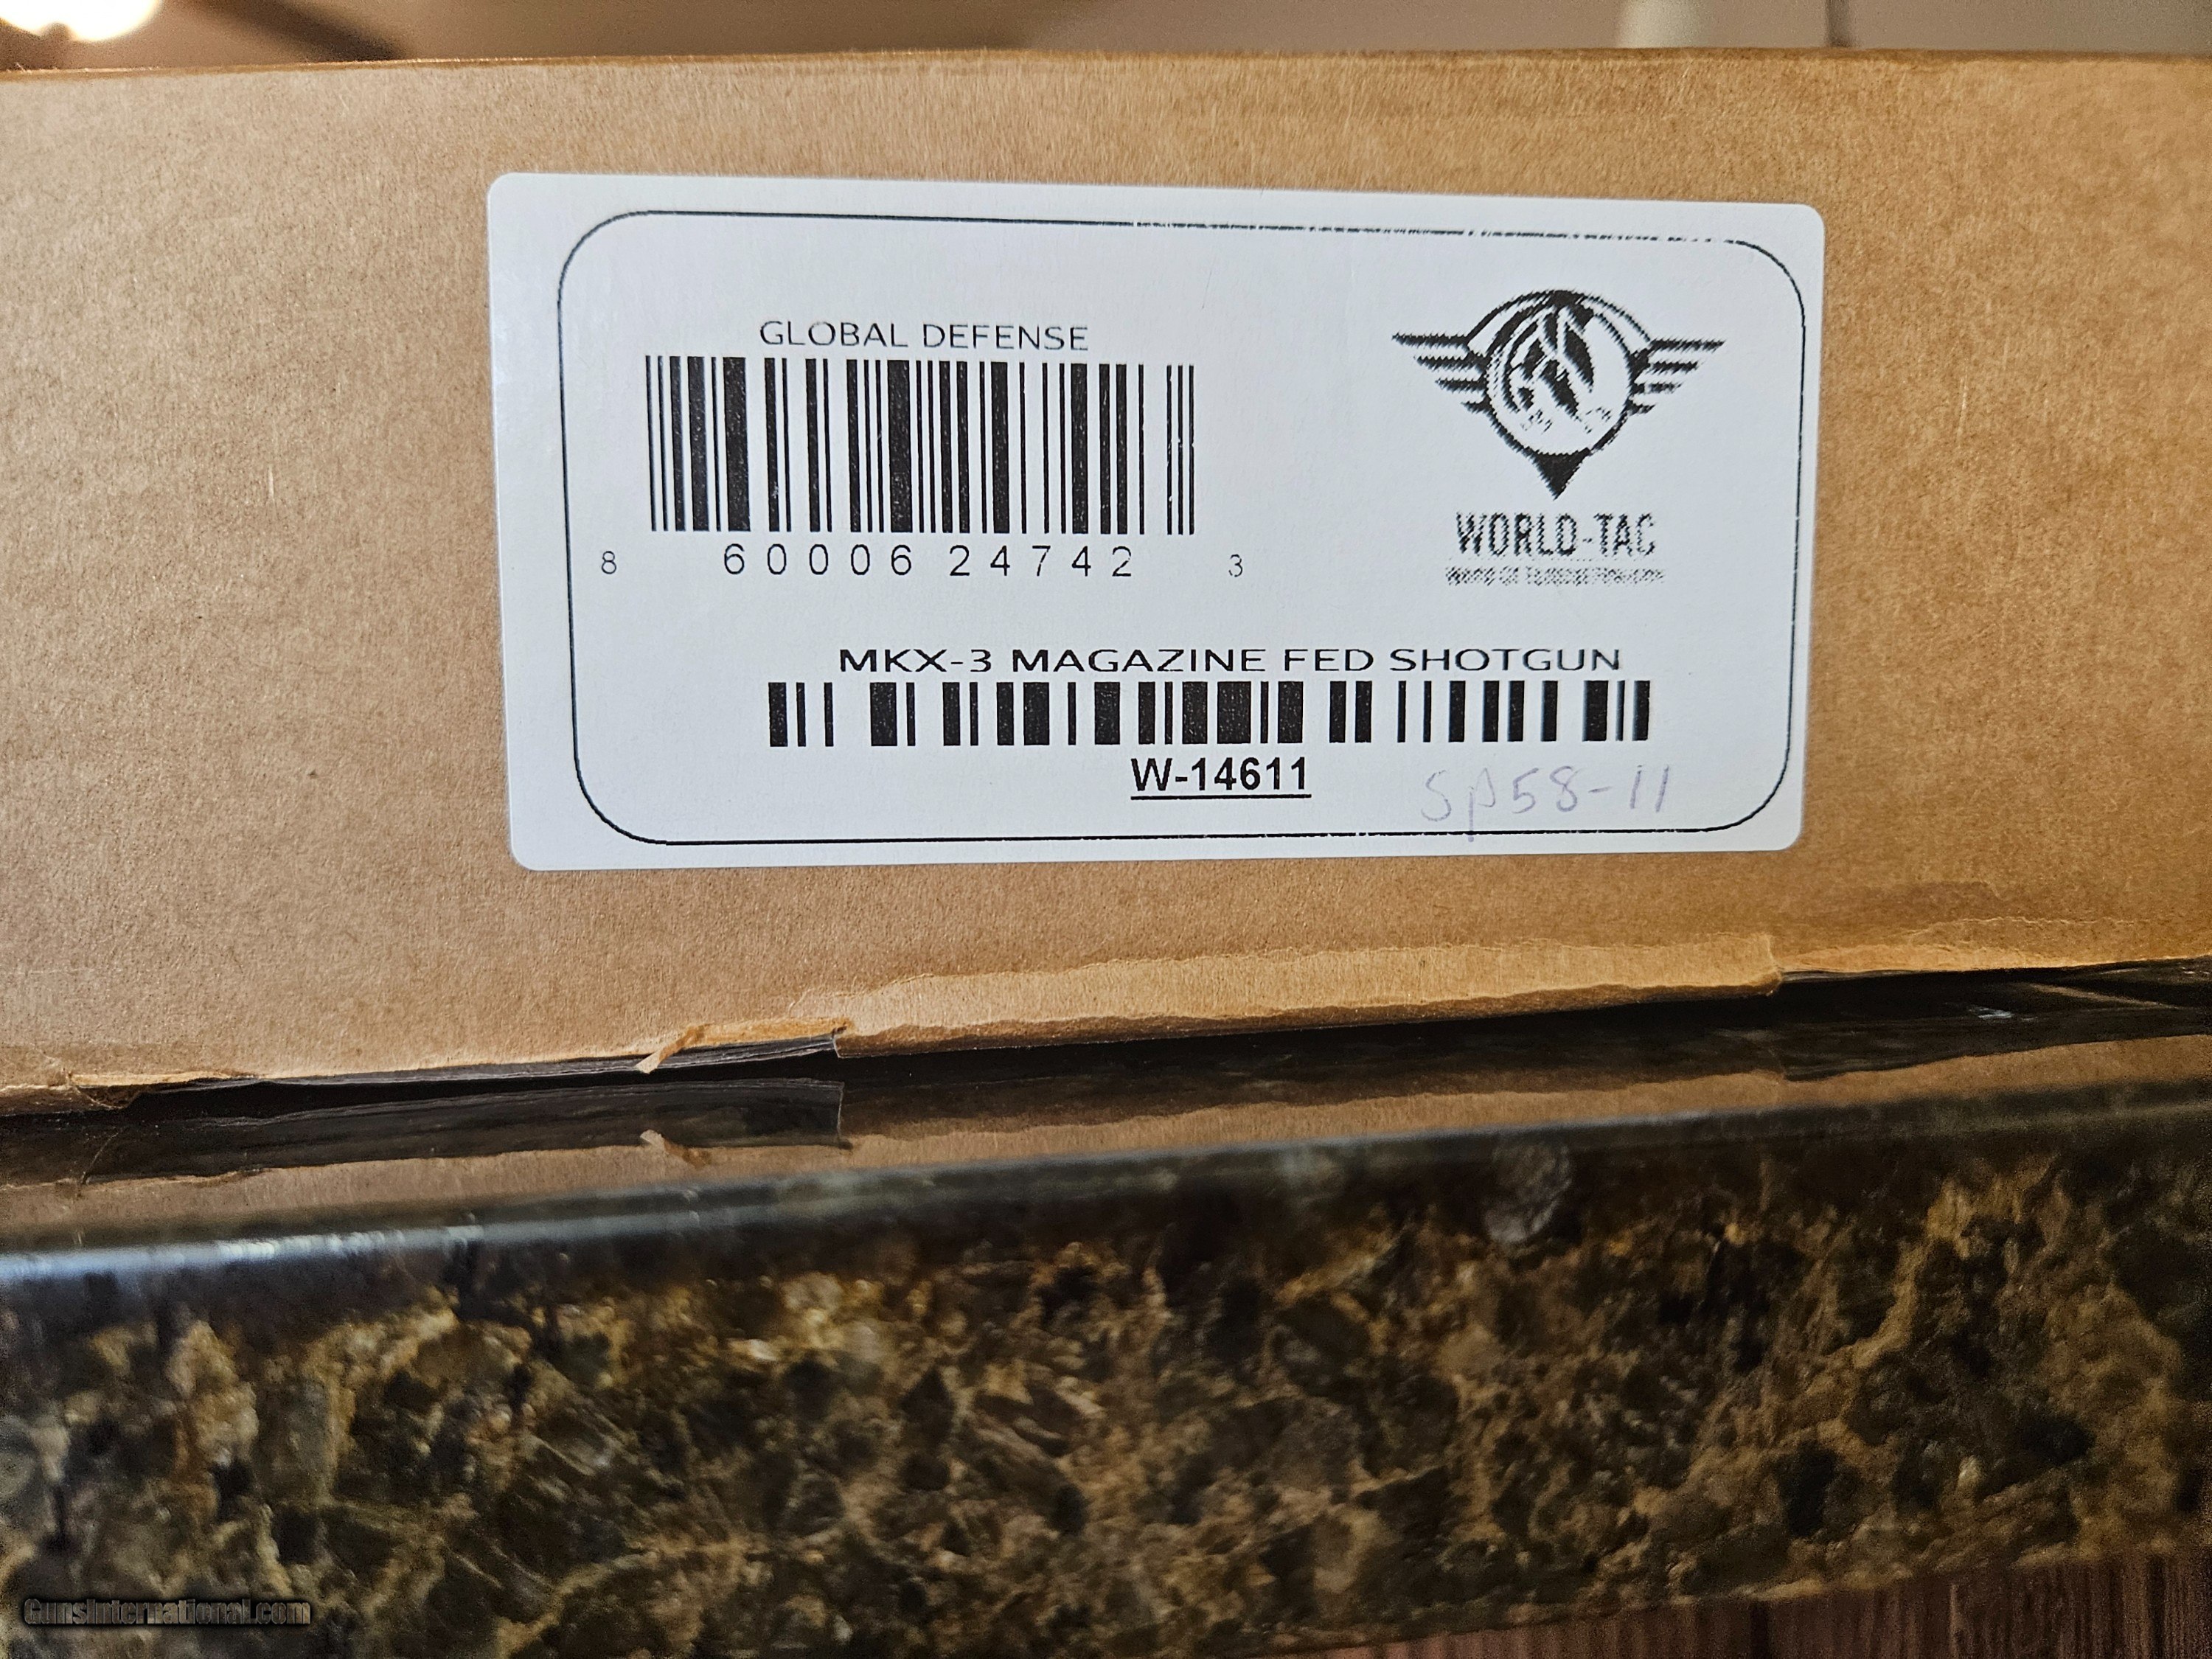 GLOBAL DEFENSE
8 60006 24742 3
WORLD-TAC
MKX-3 MAGAZINE FED SHOTGUN
W-14611
SP58-11
GunsInternational.com